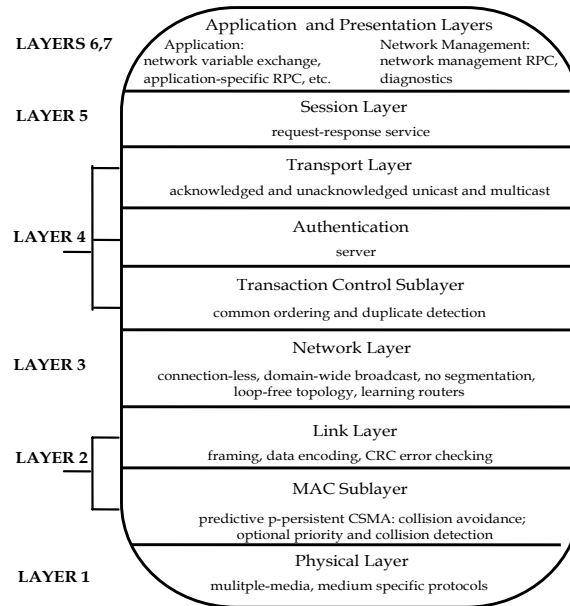 Application and Presentation Layers
LAYERS 6,7
Application:
network variable exchange,
application-specific RPC, etc.
Network Management:
network management RPC,
diagnostics
LAYER 5
Session Layer
request-response service
Transport Layer
acknowledged and unacknowledged unicast and multicast
LAYER 4
Authentication
server
Transaction Control Sublayer
common ordering and duplicate detection
LAYER 3
Network Layer
connection-less, domain-wide broadcast, no segmentation,
loop-free topology, learning routers
LAYER 2
Link Layer
framing, data encoding, CRC error checking
MAC Sublayer
predictive p-persistent CSMA: collision avoidance;
optional priority and collision detection
LAYER 1
Physical Layer
mulitple-media, medium specific protocols